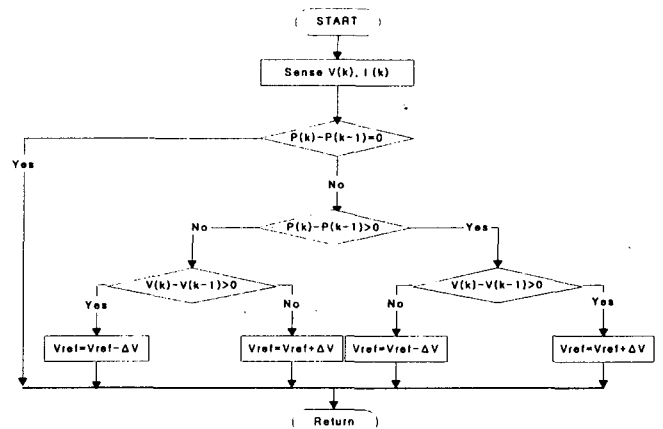 START
Sense V(k), I(k)
P(k)-P(k-1)=0
Yes
No
P(k)-P(k-1)>0
No
Yes
V(k)-V(k-1)>0
V(k)-V(k-1)>0
Yes
No
No
Yes
Vref=Vref-ΔV
Vref=Vref+ΔV
Vref=Vref-ΔV
Vref=Vref+ΔV
Return